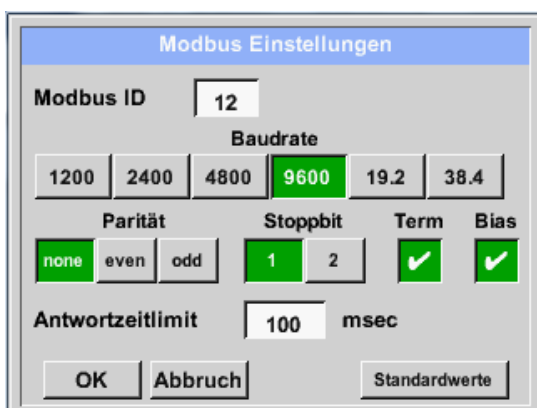 Modbus Einstellungen
Modbus ID 12
Baudrate
1200 2400 4800 9600 19.2 38.4
Parität Stoppbit Term Bias
none even odd 1 2
Antwortzeitlimit 100 msec
OK Abbruch Standardwerte